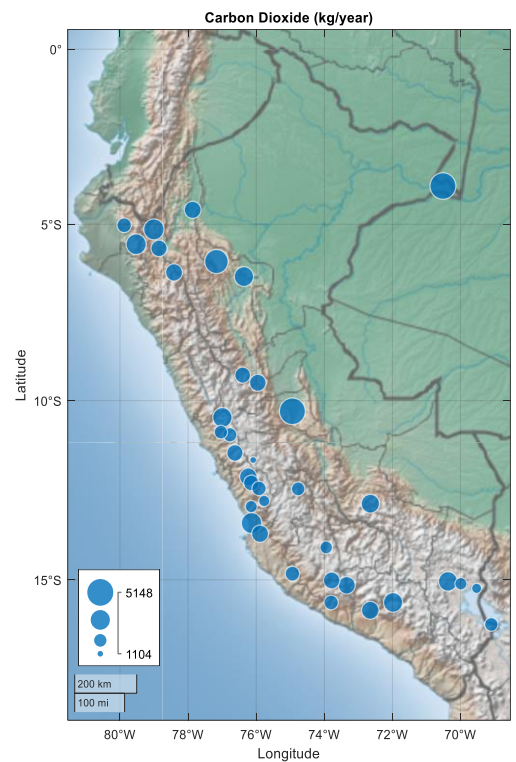 Carbon Dioxide (kg/year)
0°
5°S
10°S
15°S
Latitude
5148
1104
200 km
100 mi
80°W 78°W 76°W 74°W 72°W 70°W
Longitude